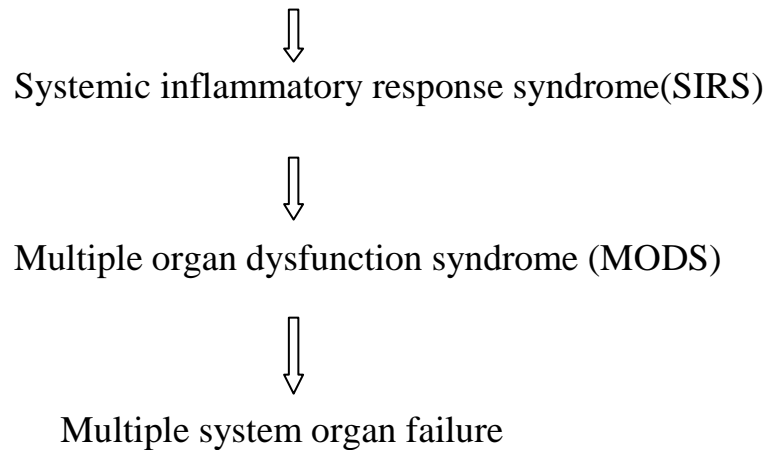 Systemic inflammatory response syndrome(SIRS)
Multiple organ dysfunction syndrome (MODS)
Multiple system organ failure